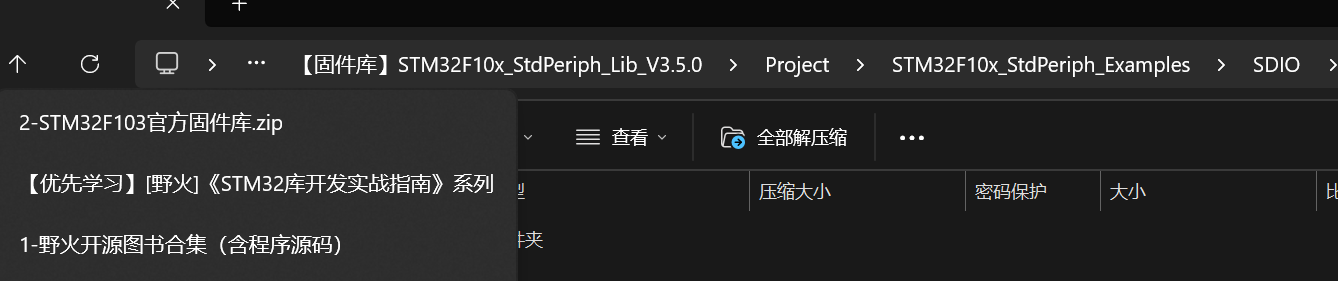 【固件库】STM32F10x_StdPeriph_Lib_V3.5.0 > Project > STM32F10x_StdPeriph_Examples > SDIO >
2-STM32F103官方固件库.zip
查看
全部解压缩
【优先学习】[野火]《STM32库开发实战指南》系列
型
压缩大小
密码保护
大小
1-野火开源图书合集（含程序源码）
件夹